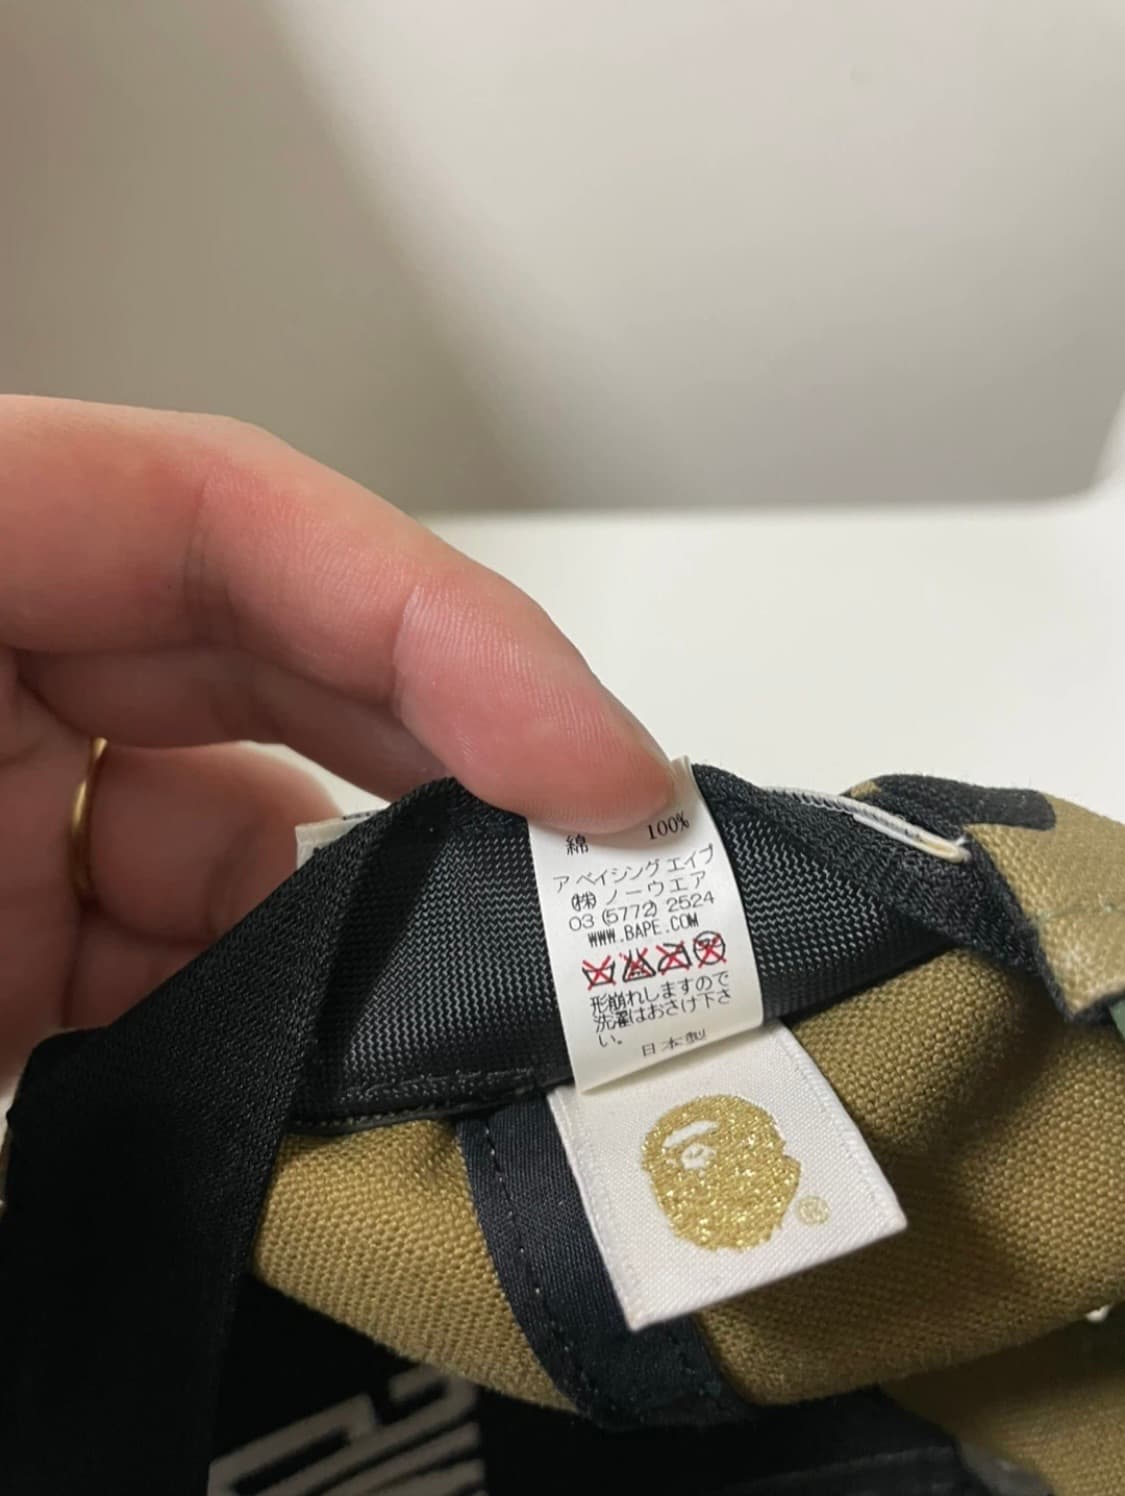 綿 100%
ア ベイシング エイプ
(株) ノーウエア
03 (5772) 2524
WWW.BAPE.COM
形崩れしますので
洗濯はおさけ下さ
い。
日本製
®